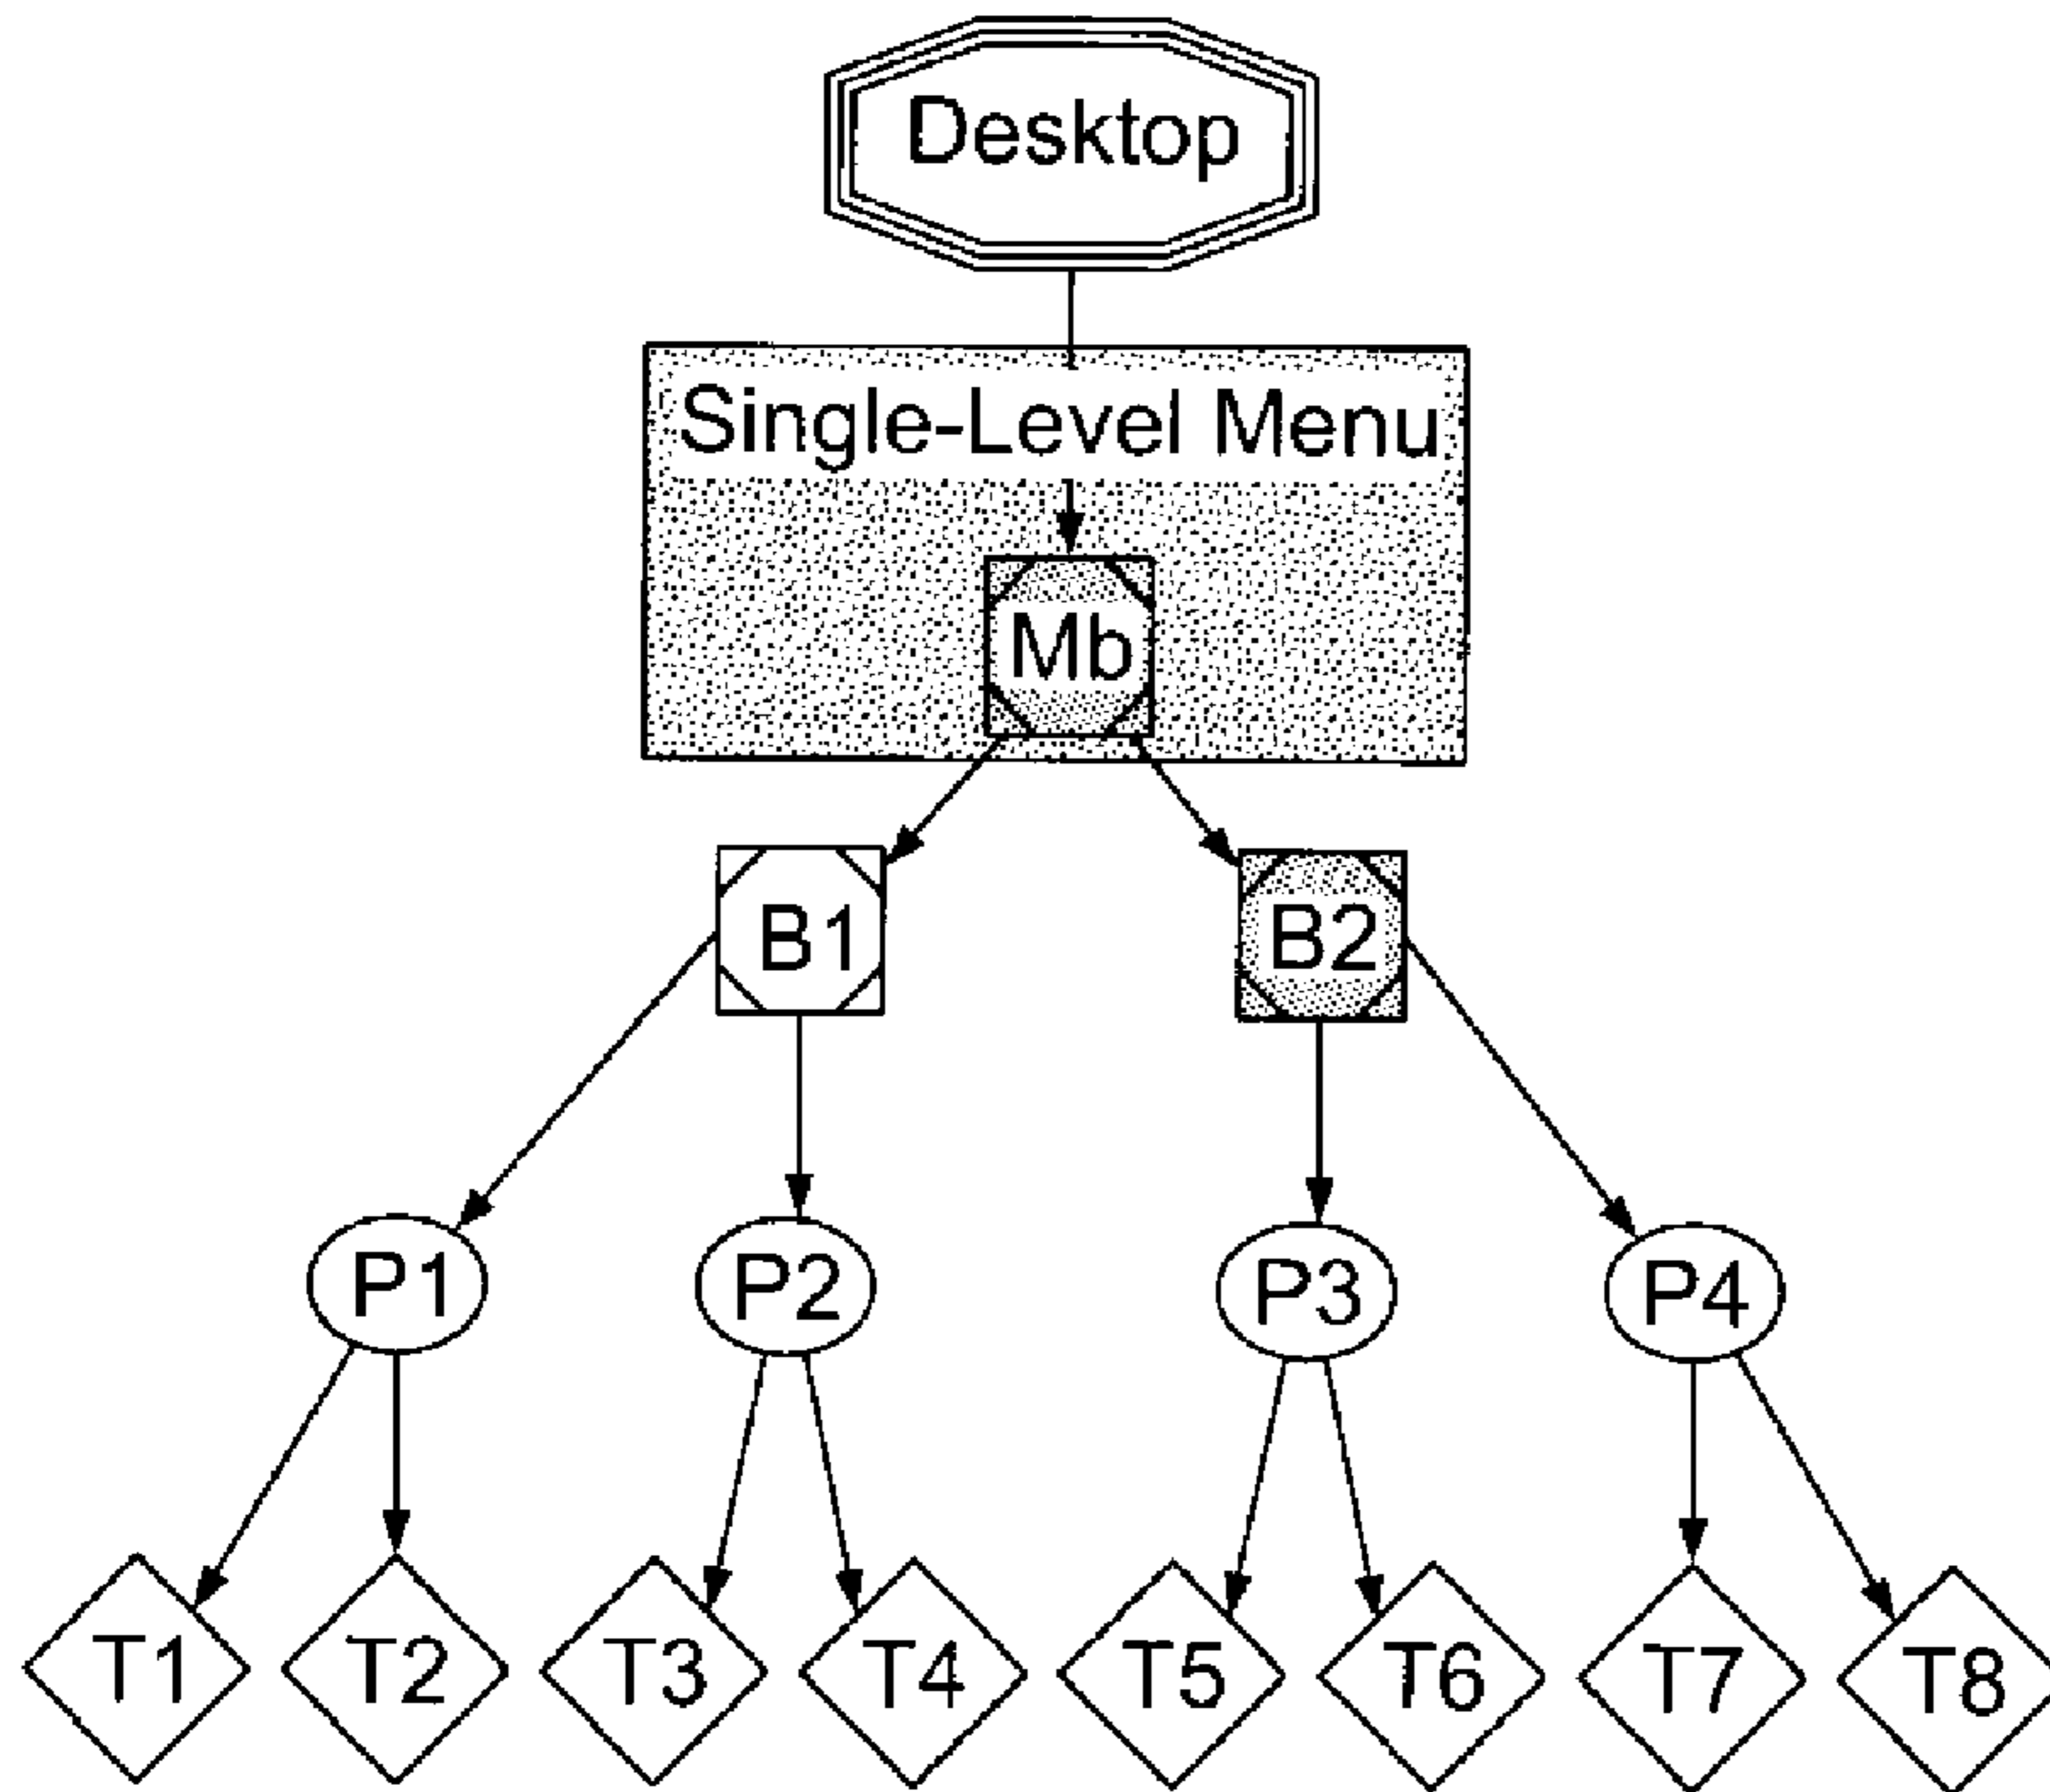 Desktop
Single-Level Menu
Mb
B1 B2
P1 P2 P3 P4
T1 T2 T3 T4 T5 T6 T7 T8